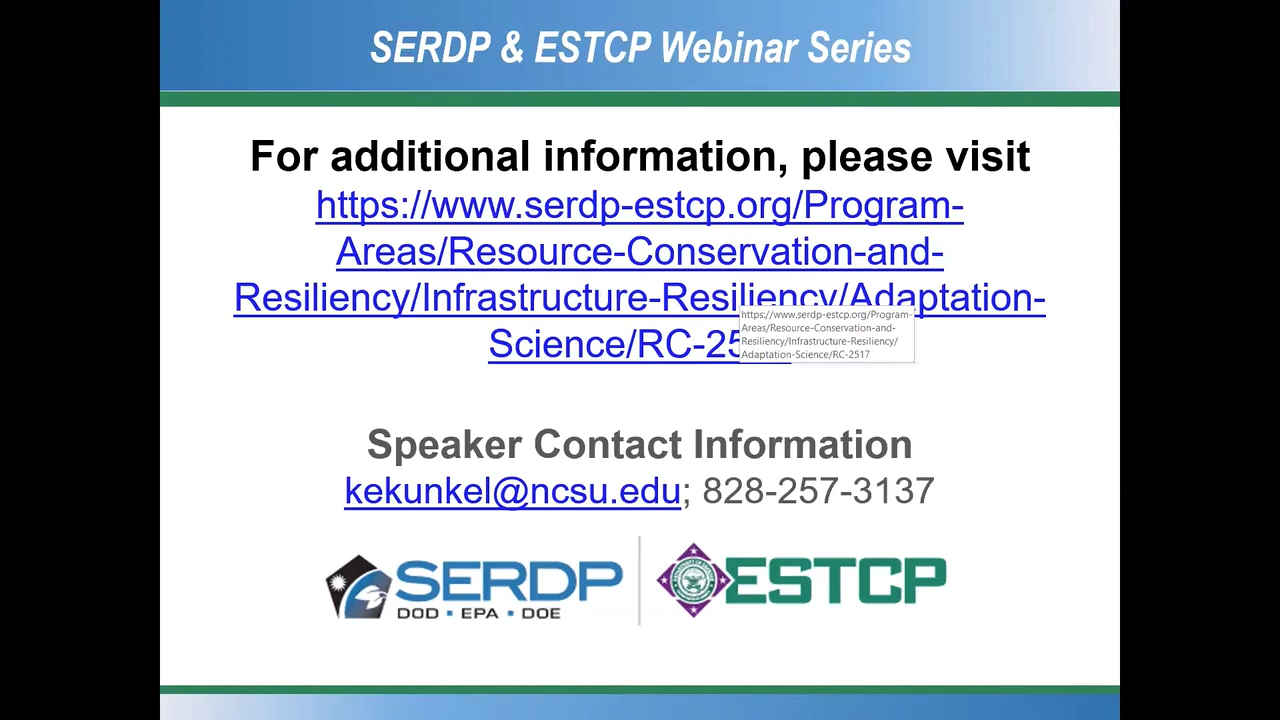 SERDP & ESTCP Webinar Series
For additional information, please visit
https://www.serdp-estcp.org/Program-
Areas/Resource-Conservation-and-
Resiliency/Infrastructure-Resiliency/Adaptation-
Science/RC-25
https://www.serdp-estcp.org/Program-
Areas/Resource-Conservation-and-
Resiliency/Infrastructure-Resiliency/
Adaptation-Science/RC-2517
Speaker Contact Information
kekunkel@ncsu.edu; 828-257-3137
SERDP
DOD • EPA • DOE
ESTCP